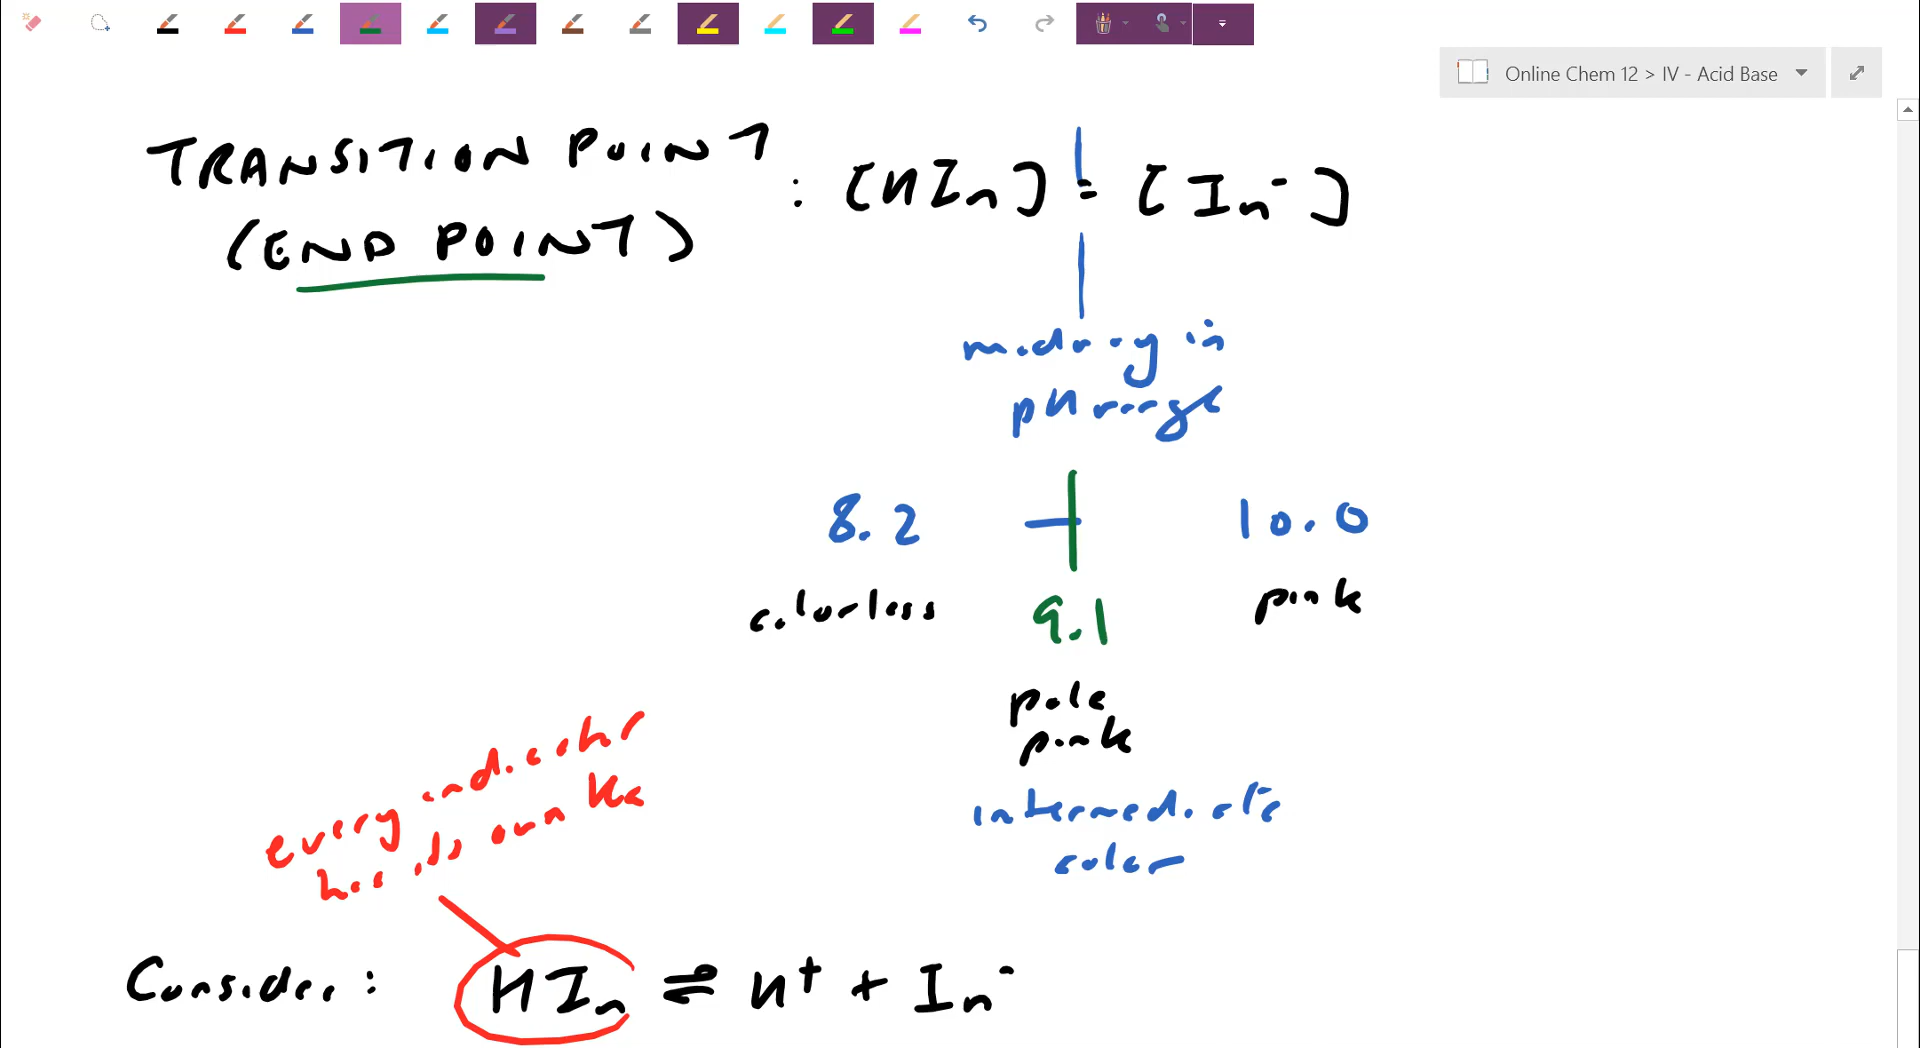 Online Chem 12 > IV - Acid Base
TRANSITION POINT
(END POINT)
: [HIn] = [In⁻]
midway in
pH range
8.2 — 10.0
colorless 9.1 pink
pale
pink
intermediate
color
every indicator
has its own Ka
Consider: HIn ⇌ H⁺ + In⁻